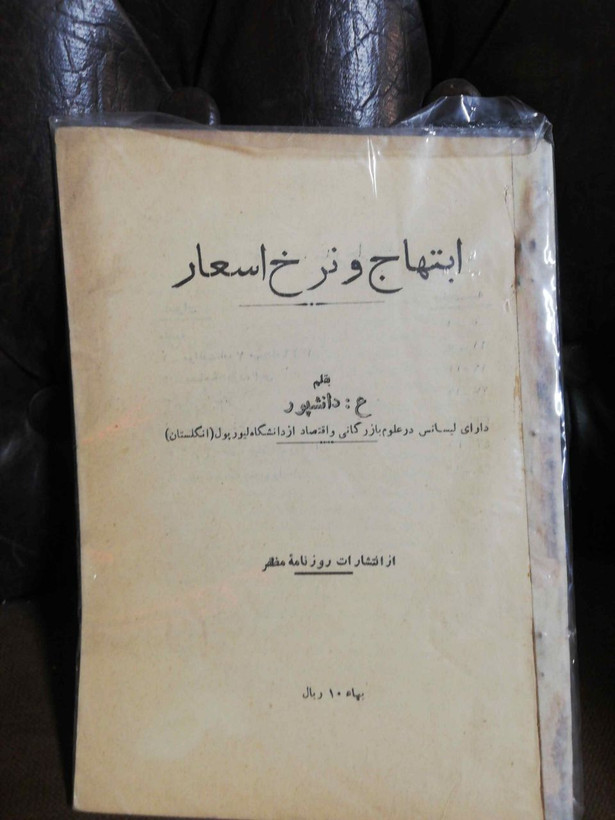 ابتهاج و نرخ اسعار
بقلم
ع : دانشپور
دارای لیسانس در علوم بازرگانی و اقتصاد از دانشگاه لیورپول (انگلستان)
از انتشارات روزنامهٔ مظفر
بهاء ۱۰ ریال